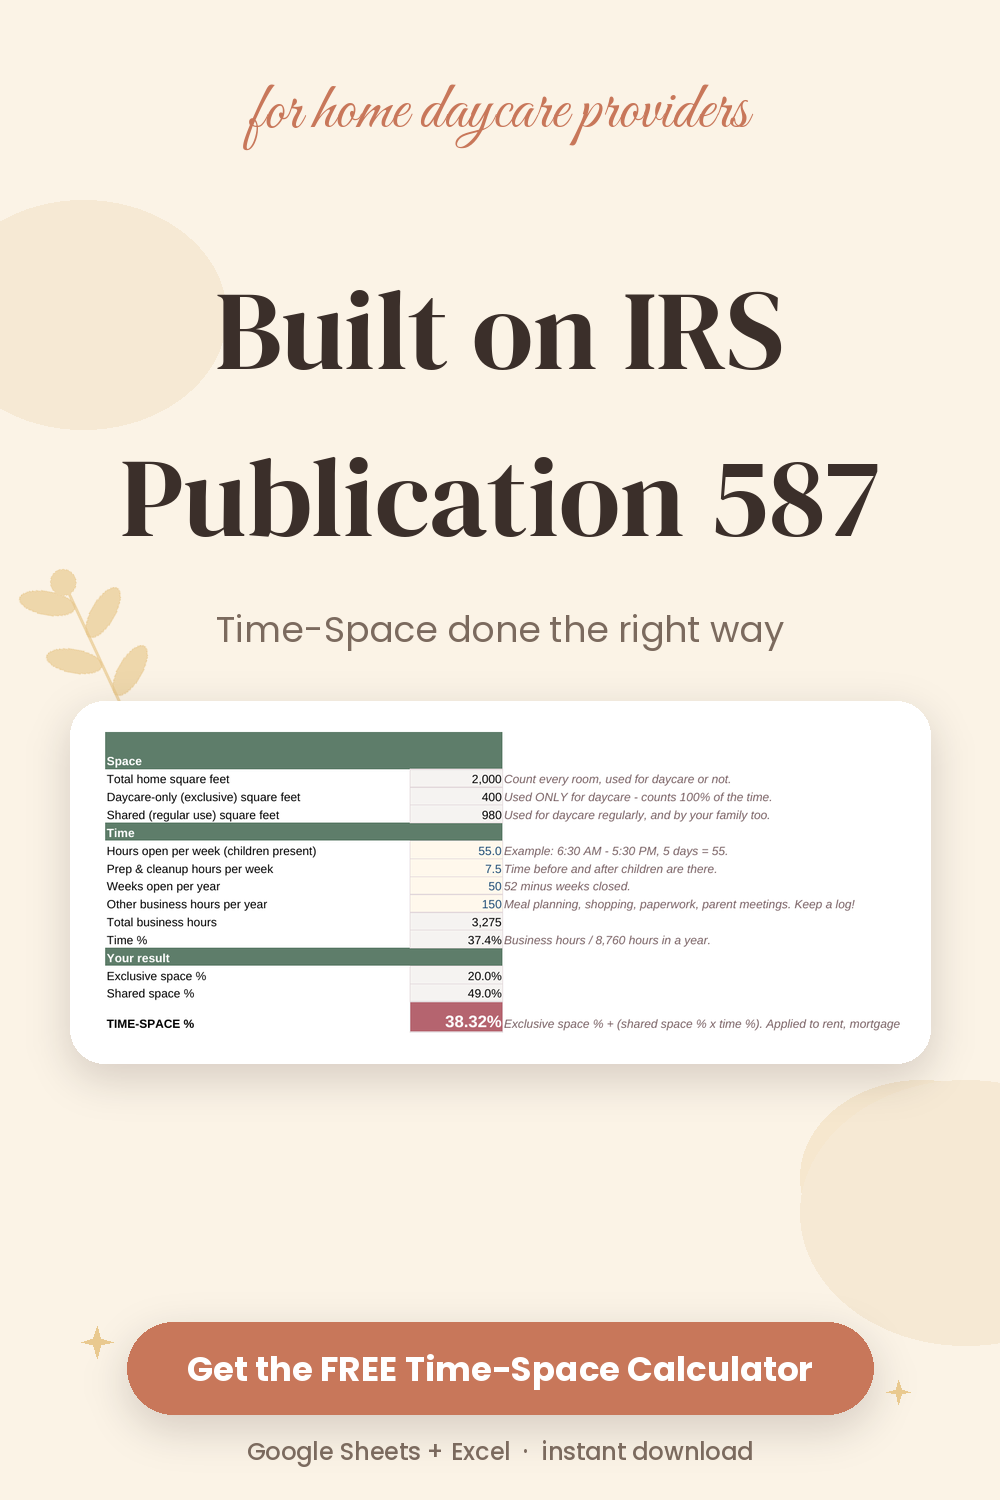 for home daycare providers
Built on IRS
Publication 587
Time-Space done the right way
Space
Total home square feet 2,000 Count every room, used for daycare or not.
Daycare-only (exclusive) square feet 400 Used ONLY for daycare - counts 100% of the time.
Shared (regular use) square feet 980 Used for daycare regularly, and by your family too.
Time
Hours open per week (children present) 55.0 Example: 6:30 AM - 5:30 PM, 5 days = 55.
Prep & cleanup hours per week 7.5 Time before and after children are there.
Weeks open per year 50 52 minus weeks closed.
Other business hours per year 150 Meal planning, shopping, paperwork, parent meetings. Keep a log!
Total business hours 3,275
Time % 37.4% Business hours / 8,760 hours in a year.
Your result
Exclusive space % 20.0%
Shared space % 49.0%
TIME-SPACE % 38.32% Exclusive space % + (shared space % x time %). Applied to rent, mortgage
Get the FREE Time-Space Calculator
Google Sheets + Excel · instant download